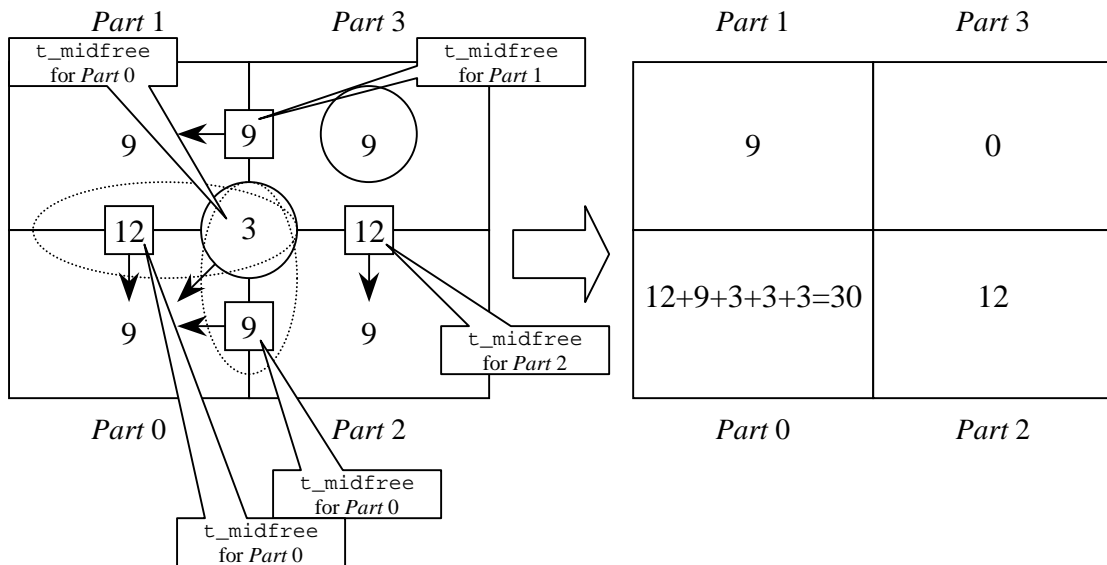 Part 1
Part 3
t_midfree
for Part 0
t_midfree
for Part 1
9
9
9
12
3
12
9
9
9
t_midfree
for Part 2
Part 0
Part 2
t_midfree
for Part 0
t_midfree
for Part 0
Part 1
Part 3
9
0
12+9+3+3+3=30
12
Part 0
Part 2